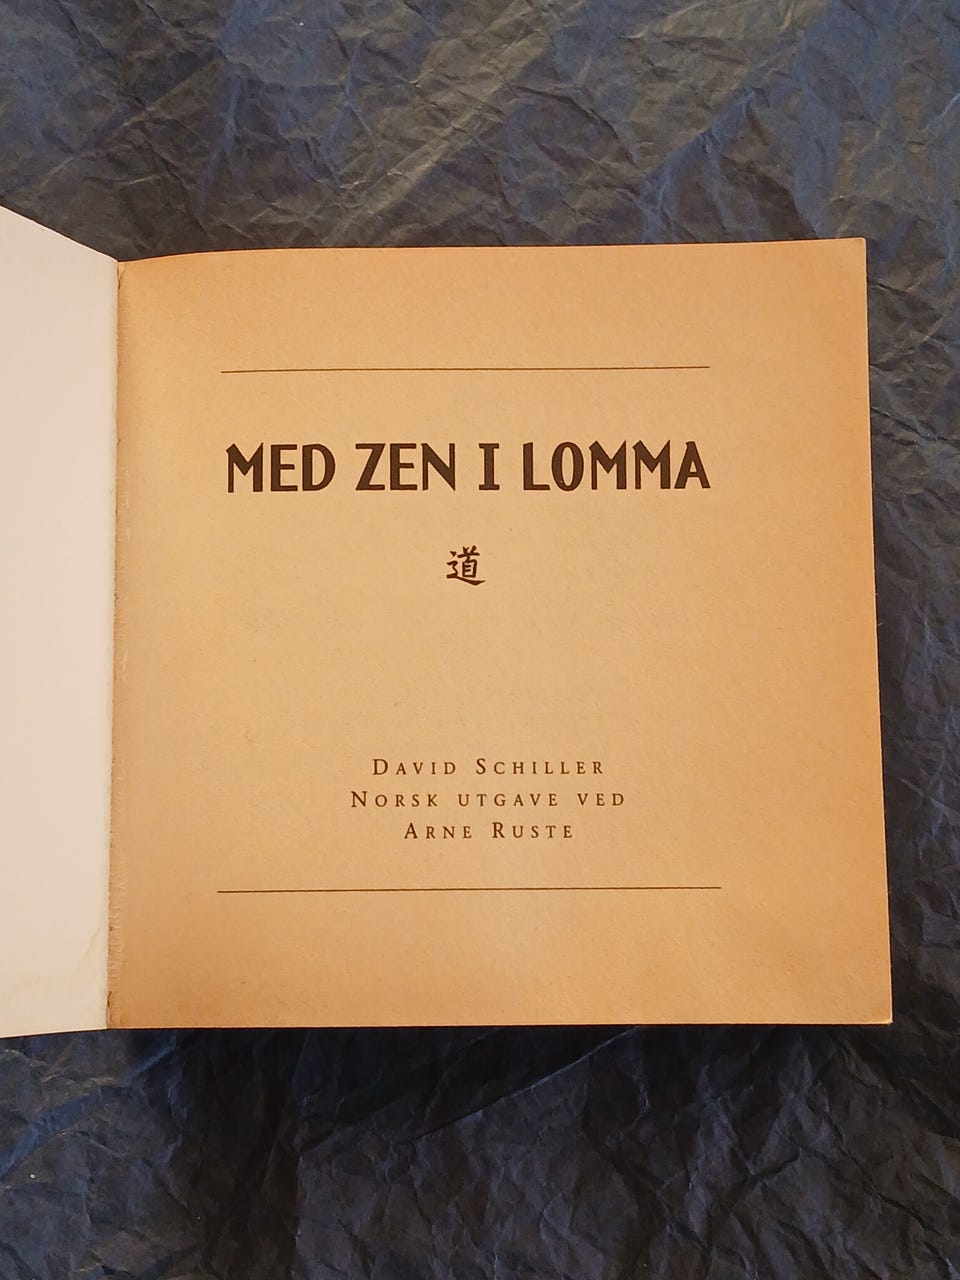 MED ZEN I LOMMA
道
DAVID SCHILLER
NORSK UTGAVE VED
ARNE RUSTE